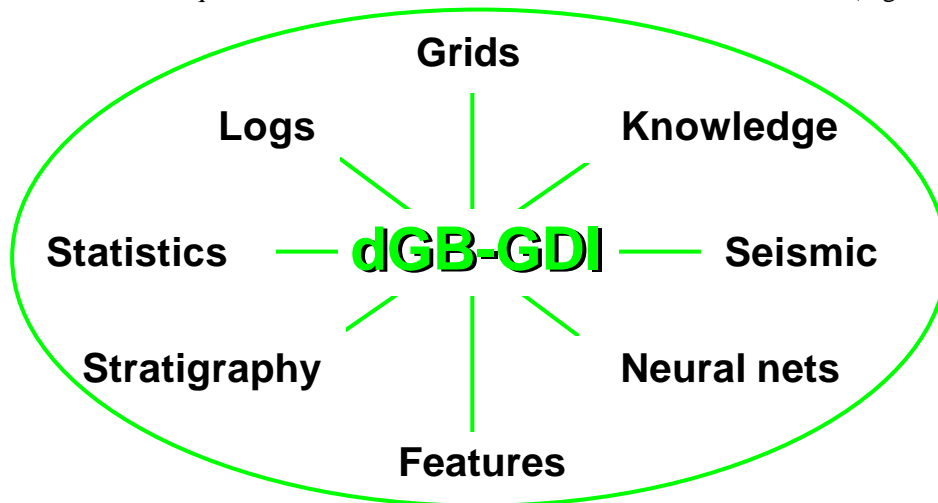 Grids
Logs
Knowledge
Statistics
dGB-GDI
Seismic
Stratigraphy
Neural nets
Features